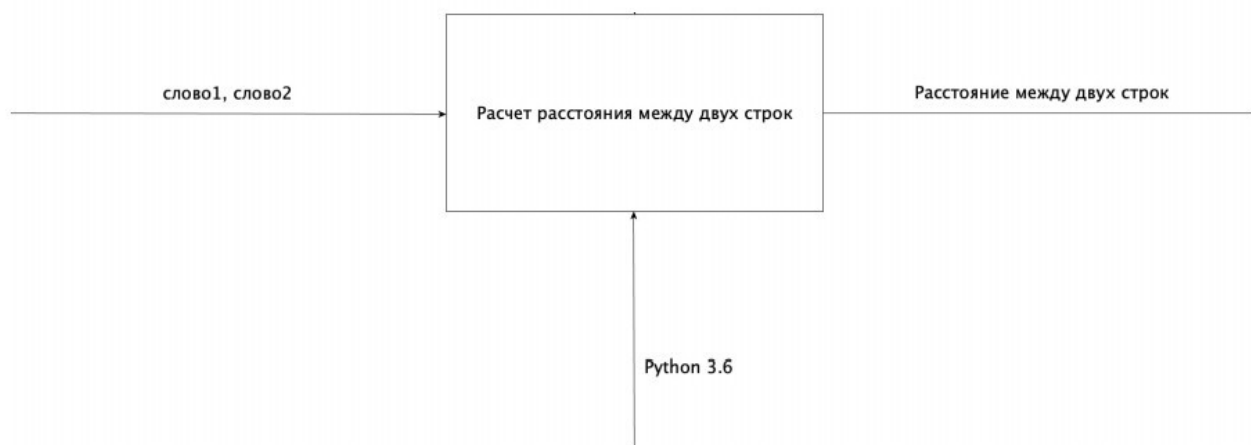 слово1, слово2
Расчет расстояния между двух строк
Расстояние между двух строк
Python 3.6